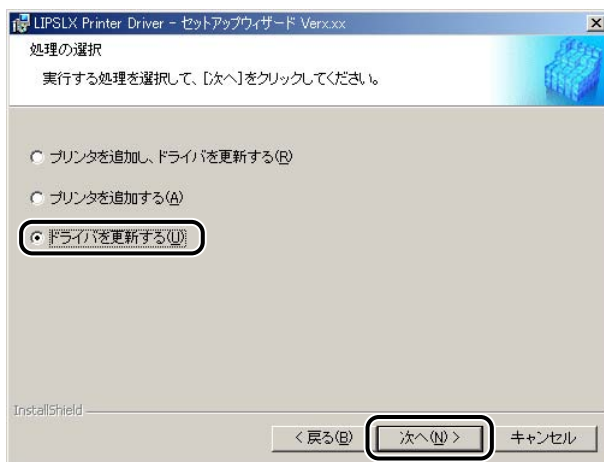 LIPSLX Printer Driver - セットアップウィザード Verx.xx
処理の選択
実行する処理を選択して、[次へ]をクリックしてください。
プリンタを追加し、ドライバを更新する(R)
プリンタを追加する(A)
ドライバを更新する(U)
InstallShield
< 戻る(B)
次へ(N) >
キャンセル